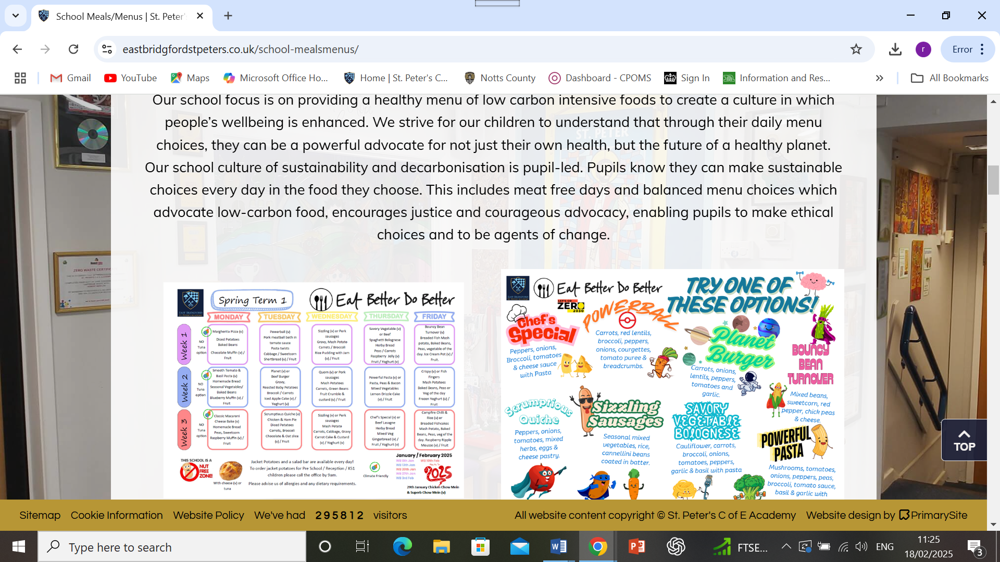 School Meals/Menus | St. Peter's
eastbridgfordstpeters.co.uk/school-mealsmenus/
r
Error
Gmail
YouTube
Maps
Microsoft Office Ho...
Home | St. Peter's C...
Notts County
Dashboard - CPOMS
Sign In
Information and Res...
All Bookmarks
Our school focus is on providing a healthy menu of low carbon intensive foods to create a culture in which
people's wellbeing is enhanced. We strive for our children to understand that through their daily menu
choices, they can be a powerful advocate for not just their own health, but the future of a healthy planet.
Our school culture of sustainability and decarbonisation is pupil-led. Pupils know they can make sustainable
choices every day in the food they choose. This includes meat free days and balanced menu choices which
advocate low-carbon food, encourages justice and courageous advocacy, enabling pupils to make ethical
choices and to be agents of change.
ST. PETER
ZERO WASTE CERTIFIC
EAST BRIDGFORD
ST. PETERS ACADEMY
Spring Term 1
Eat Better Do Better
MONDAY
TUESDAY
WEDNESDAY
THURSDAY
FRIDAY
Week 1
NO
Tuna
option
Margherita Pizza (v)
Diced Potatoes
Baked Beans
Chocolate Muffin (v) /
Fruit
Powerball (v)
Pork meatball both in
tomato sauce
Pasta twists
Cabbage / Sweetcorn
Shortbread (v) / Fruit
Sizzling (v) or Pork
sausages
Gravy, Mash Potato
Carrots / Broccoli
Rice Pudding with Jam
(v) / Fruit
Savory Vegetable (v)
or Beef
Spaghetti Bolognese
Herby Bread
Peas / Carrots
Raspberry Jelly (v)
Fruit / Yoghurt (v)
Bouncy Bean
Turnover (v)
Breaded Fish Mash
potato, Baked Beans,
Peas, vegetable of the
day. Ice Cream Pot (v) /
Fruit.
Week 2
NO
Tuna
option
Smooth Tomato &
Basil Pasta (v)
Homemade Bread
Seasonal Vegetables/
Baked Beans
Blueberry Muffin (v) /
Fruit
Planet (v) or
Beef Burger
Gravy,
Roasted Baby Potatoes
Broccoli / Carrots
Iced Apple Cake (v) /
Yoghurt (v)
Quorn (v) or Pork
sausages
Mash Potatoes
Carrots, Green Beans
Fruit Crumble &
custard (v) / Fruit
Powerful Pasta (v) or
Pasta, Peas & Bacon
Mixed Vegetables
Lemon Drizzle Cake
(v) / Fruit
Crispy (v) or Fish
Fingers
Mash Potatoes
Baked Beans, Peas or
Veg of the day
Frozen Yoghurt (v) /
Fruit
Week 3
NO
Tuna
option
Classic Macaroni
Cheese Bake (v)
Homemade Bread
Peas, Sweetcorn
Raspberry Muffin (v) /
Fruit
Scrumptious Quiche (v)
Chicken & Ham Pie
Diced Potatoes
Carrots, Broccoli
Chocolate & Oat slice
(v) / Fruit
Sizzling (v) or Pork
sausages
Mash Potato
Carrots, Cabbage, Gravy
Carrot Cake & Custard
(v) / Yoghurt (v)
Chef's Special (v) or
Beef Lasagne
Herby Bread
Mixed Veg
Gingerbread (v) /
Fruit / Yoghurt (v)
Campfire Chilli &
Rice (v) or
Breaded Fishcakes
Mash Potato, Baked
Beans, Peas, veg of the
day. Raspberry Ripple
Mousse (v) / Fruit
THIS SCHOOL IS A
NUT
FREE
ZONE!
With cheese (v) or
tuna
Jacket Potatoes and a salad bar are available every day!
To order jacket potatoes for Pre School / Reception / KS1
children please call the office by 9am.
Please advise us of allergies and any dietary requirements.
Climate Friendly
January / February 2025
WB 6th Jan WB 10th Feb
WB 13th Jan
WB 20th Jan
WB 27th Jan
WB 3rd Feb
2025
29th January Chicken Chow Mein
& Superb Chow Mein (v)
EAST BRIDGFORD
ST. PETERS ACADEMY
Eat Better Do Better
LET'S GO
ZERO
2030
TRY ONE OF
THESE OPTIONS!
Chef's
Special
Peppers, onions,
Broccoli, tomatoes
& cheese sauce
with Pasta
POWERBALL
Carrots, red lentils,
broccoli, peppers,
onions, courgettes,
tomato puree &
breadcrumbs.
Planet
Burger
Carrots, onions,
lentils, peppers,
tomatoes and
garlic.
BOUNCY
BEAN
TURNOVER
Mixed beans,
sweetcorn, red
pepper, chick peas
& cheese.
Scrumptious
Quiche
Peppers, onions,
tomatoes, mixed
herbs, eggs &
cheese pastry.
Sizzling
Sausages
Seasonal mixed
vegetables, rice,
cannellini beans
coated in batter.
SAVORY
VEGETABLE
BOLOGNESE
Cauliflower, carrots,
broccoli, onions,
tomatoes, peppers,
garlic & basil with pasta
POWERFUL
PASTA
Mushrooms, tomatoes,
onions, peppers, peas,
broccoli, tomato sauce,
basil & garlic with
TOP
Sitemap Cookie Information Website Policy We've had 295812 visitors
All website content copyright © St. Peter's C of E Academy Website design by PrimarySite
Type here to search
FTSE...
ENG
11:25
18/02/2025
3